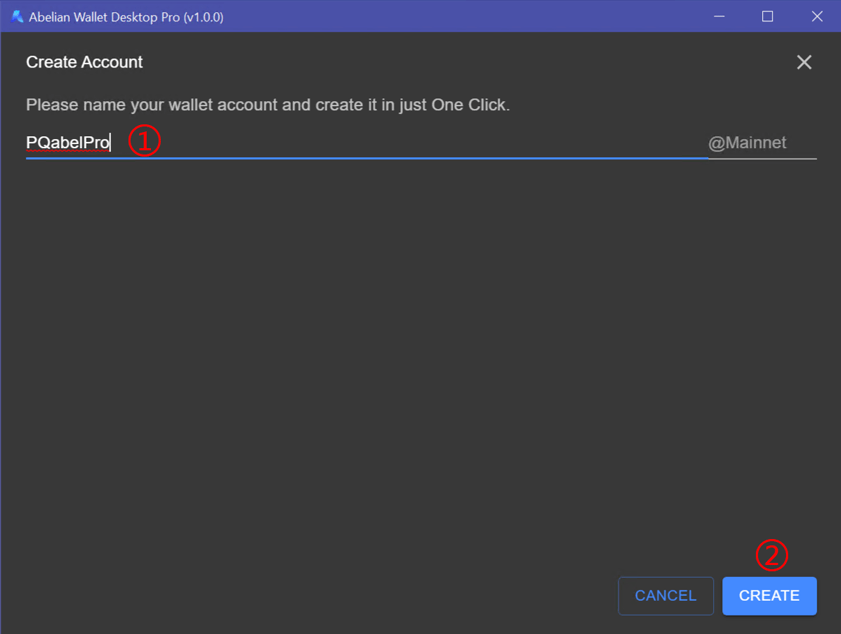 Abelian Wallet Desktop Pro (v1.0.0)
Create Account
Please name your wallet account and create it in just One Click.
PQabelPro ① @Mainnet
②
CANCEL CREATE